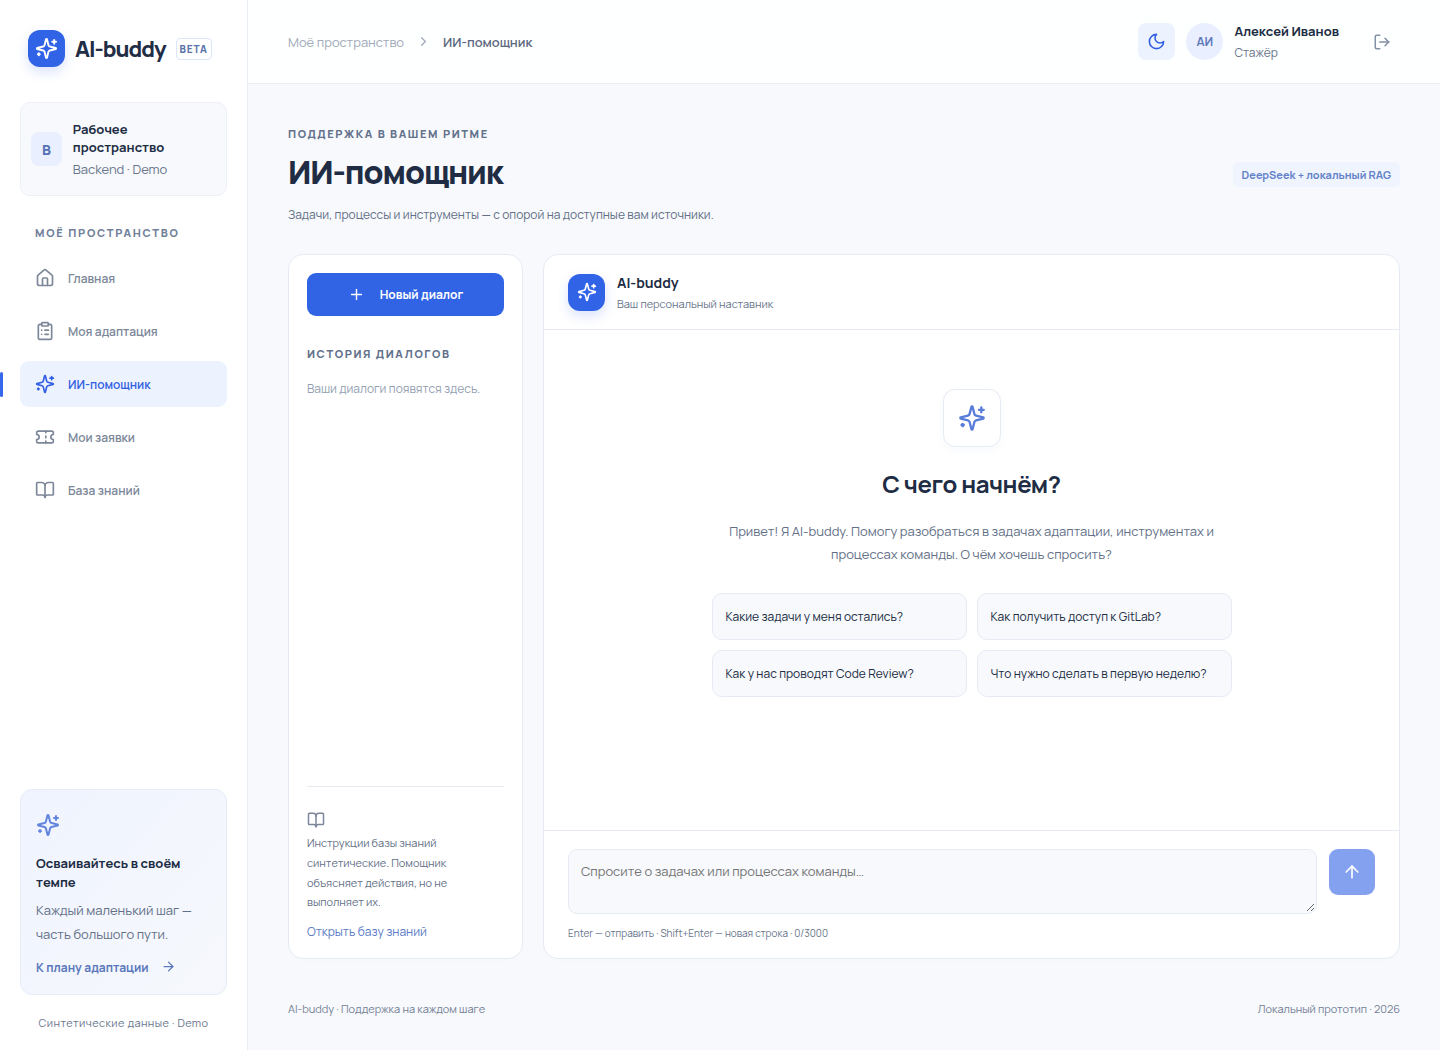 AI-buddy BETA
Рабочее
пространство
B
Backend · Demo
МОЁ ПРОСТРАНСТВО
Главная
Моя адаптация
ИИ-помощник
Мои заявки
База знаний
Осваивайтесь в своём
темпе
Каждый маленький шаг —
часть большого пути.
К плану адаптации
Синтетические данные · Demo
Моё пространство
ИИ-помощник
АИ
Алексей Иванов
Стажёр
ПОДДЕРЖКА В ВАШЕМ РИТМЕ
ИИ-помощник
DeepSeek + локальный RAG
Задачи, процессы и инструменты — с опорой на доступные вам источники.
Новый диалог
ИСТОРИЯ ДИАЛОГОВ
Ваши диалоги появятся здесь.
Инструкции базы знаний
синтетические. Помощник
объясняет действия, но не
выполняет их.
Открыть базу знаний
AI-buddy
Ваш персональный наставник
С чего начнём?
Привет! Я AI-buddy. Помогу разобраться в задачах адаптации, инструментах и
процессах команды. О чём хочешь спросить?
Какие задачи у меня остались?
Как получить доступ к GitLab?
Как у нас проводят Code Review?
Что нужно сделать в первую неделю?
Спросите о задачах или процессах команды...
Enter — отправить · Shift+Enter — новая строка · 0/3000
AI-buddy · Поддержка на каждом шаге
Локальный прототип · 2026